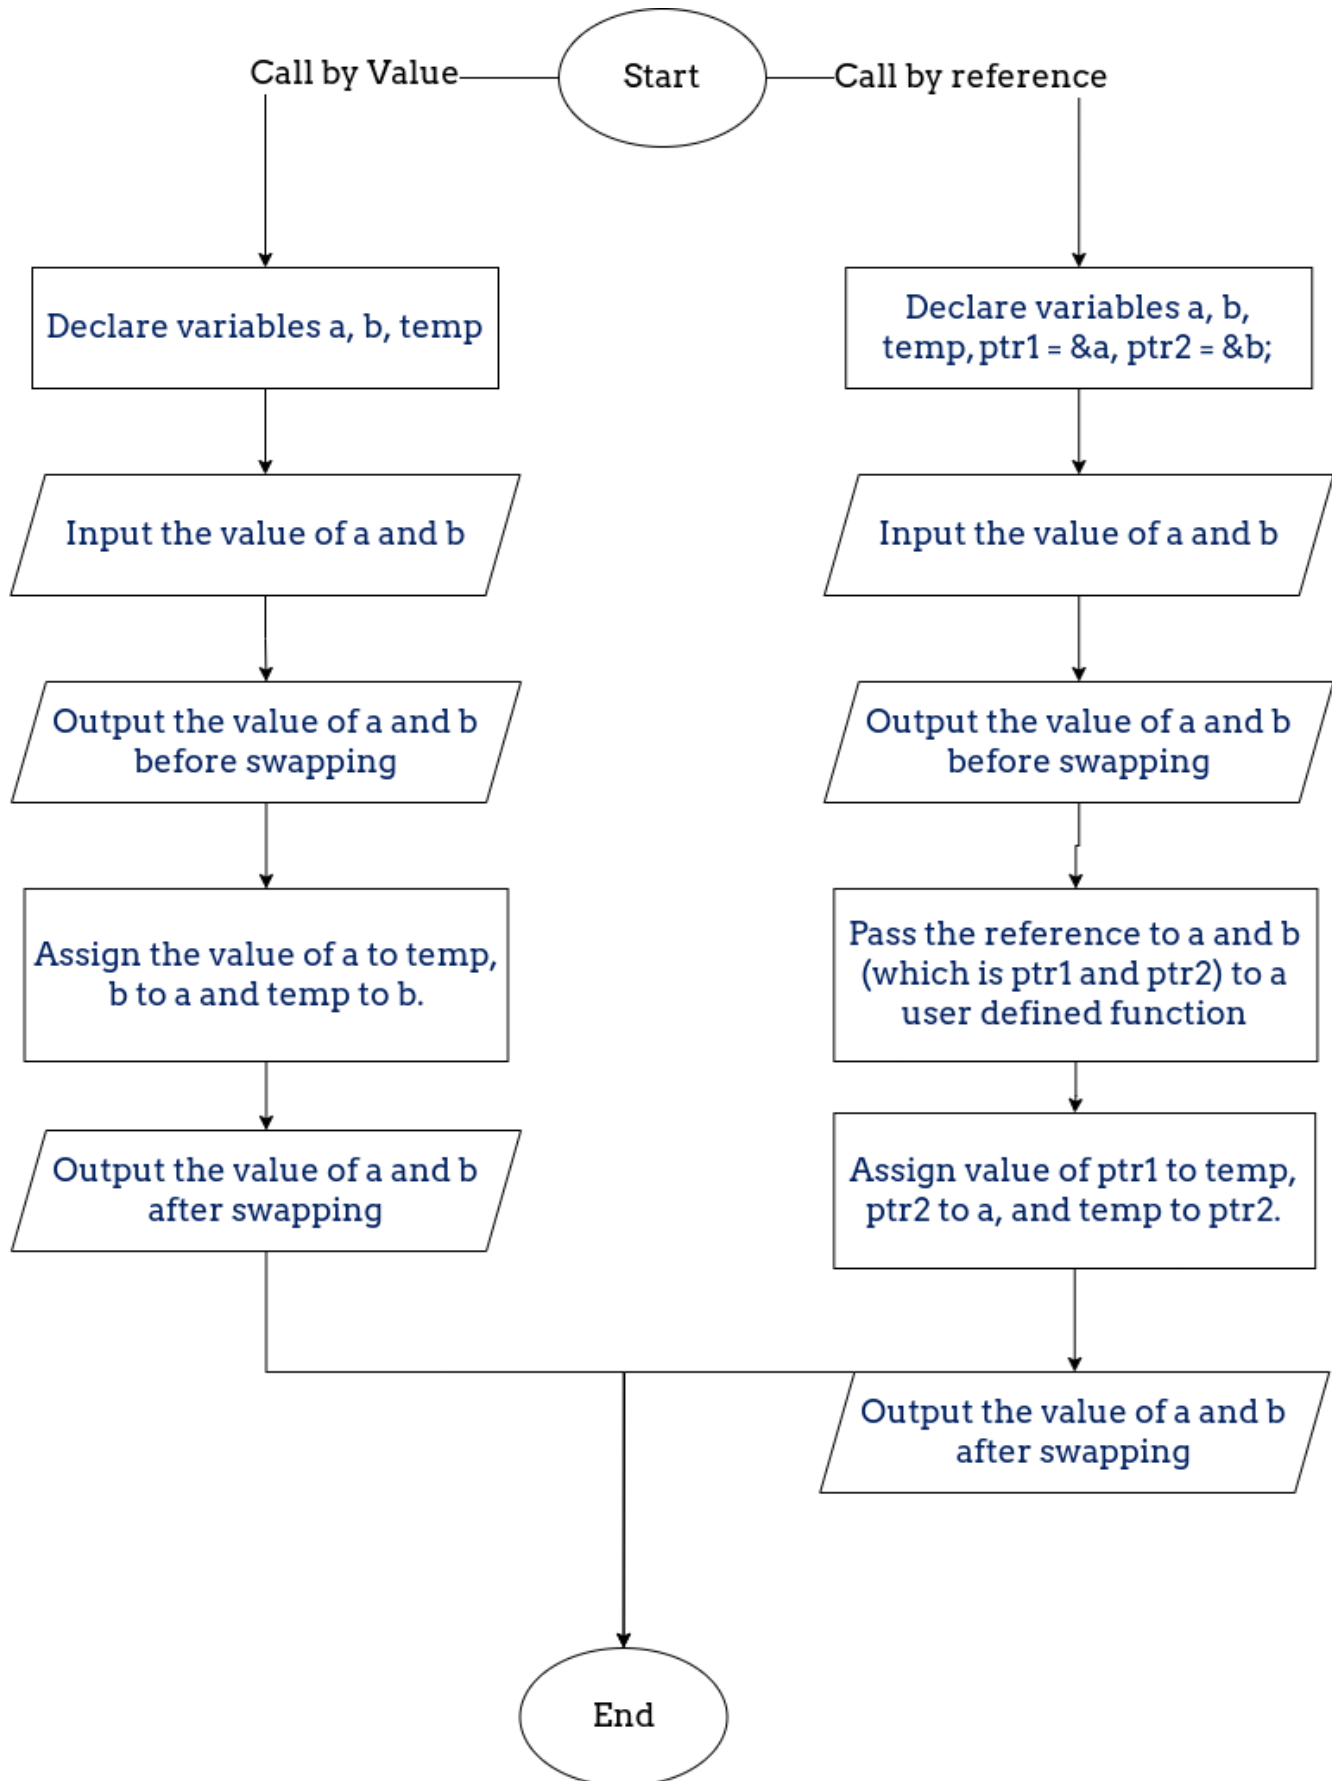 Start
Call by Value
Call by reference
Declare variables a, b, temp
Input the value of a and b
Output the value of a and b
before swapping
Assign the value of a to temp,
b to a and temp to b.
Output the value of a and b
after swapping
Declare variables a, b,
temp, ptr1 = &a, ptr2 = &b;
Input the value of a and b
Output the value of a and b
before swapping
Pass the reference to a and b
(which is ptr1 and ptr2) to a
user defined function
Assign value of ptr1 to temp,
ptr2 to a, and temp to ptr2.
Output the value of a and b
after swapping
End